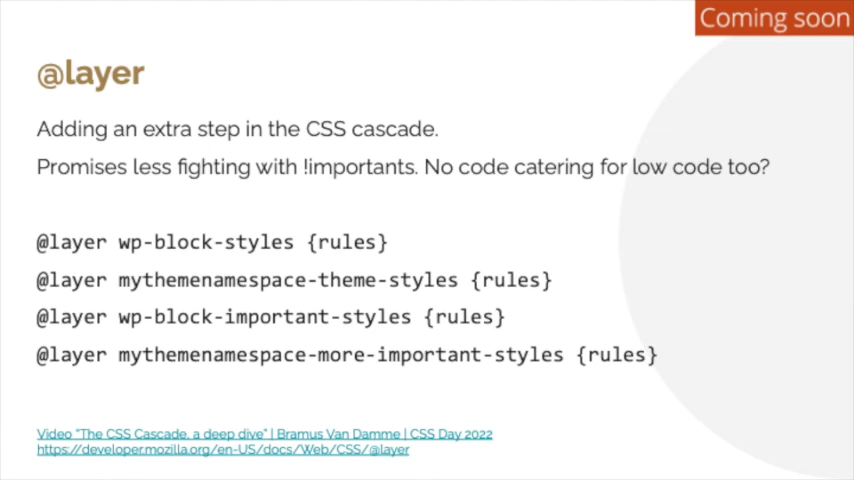 Coming soon
@layer
Adding an extra step in the CSS cascade.
Promises less fighting with !importants. No code catering for low code too?
@layer wp-block-styles {rules}
@layer mythemenamespace-theme-styles {rules}
@layer wp-block-important-styles {rules}
@layer mythemenamespace-more-important-styles {rules}
Video "The CSS Cascade, a deep dive" | Bramus Van Damme | CSS Day 2022
https://developer.mozilla.org/en-US/docs/Web/CSS/@layer